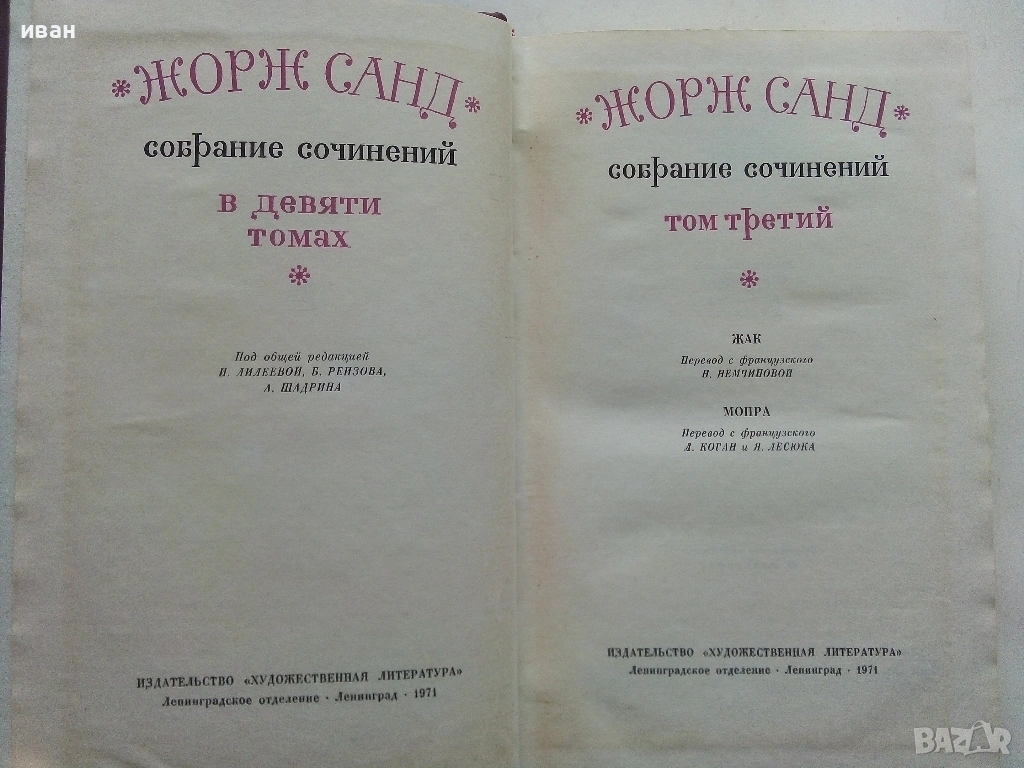 иван
ЖОРЖ САНД
собрание сочинений
в девяти
томах
Под общей редакцией
И. ЛИЛЕЕВОЙ, Б. РЕИЗОВА,
А. ШАДРИНА
ИЗДАТЕЛЬСТВО «ХУДОЖЕСТВЕННАЯ ЛИТЕРАТУРА»
Ленинградское отделение · Ленинград · 1971
ЖОРЖ САНД
собрание сочинений
том третий
ЖАК
Перевод с французского
Н. НЕМЧИНОВОЙ
МОПРА
Перевод с французского
Д. КОГАН и Я. ЛЕСЮКА
ИЗДАТЕЛЬСТВО «ХУДОЖЕСТВЕННАЯ ЛИТЕРАТУРА»
Ленинградское отделение · Ленинград · 1971
BAZAR